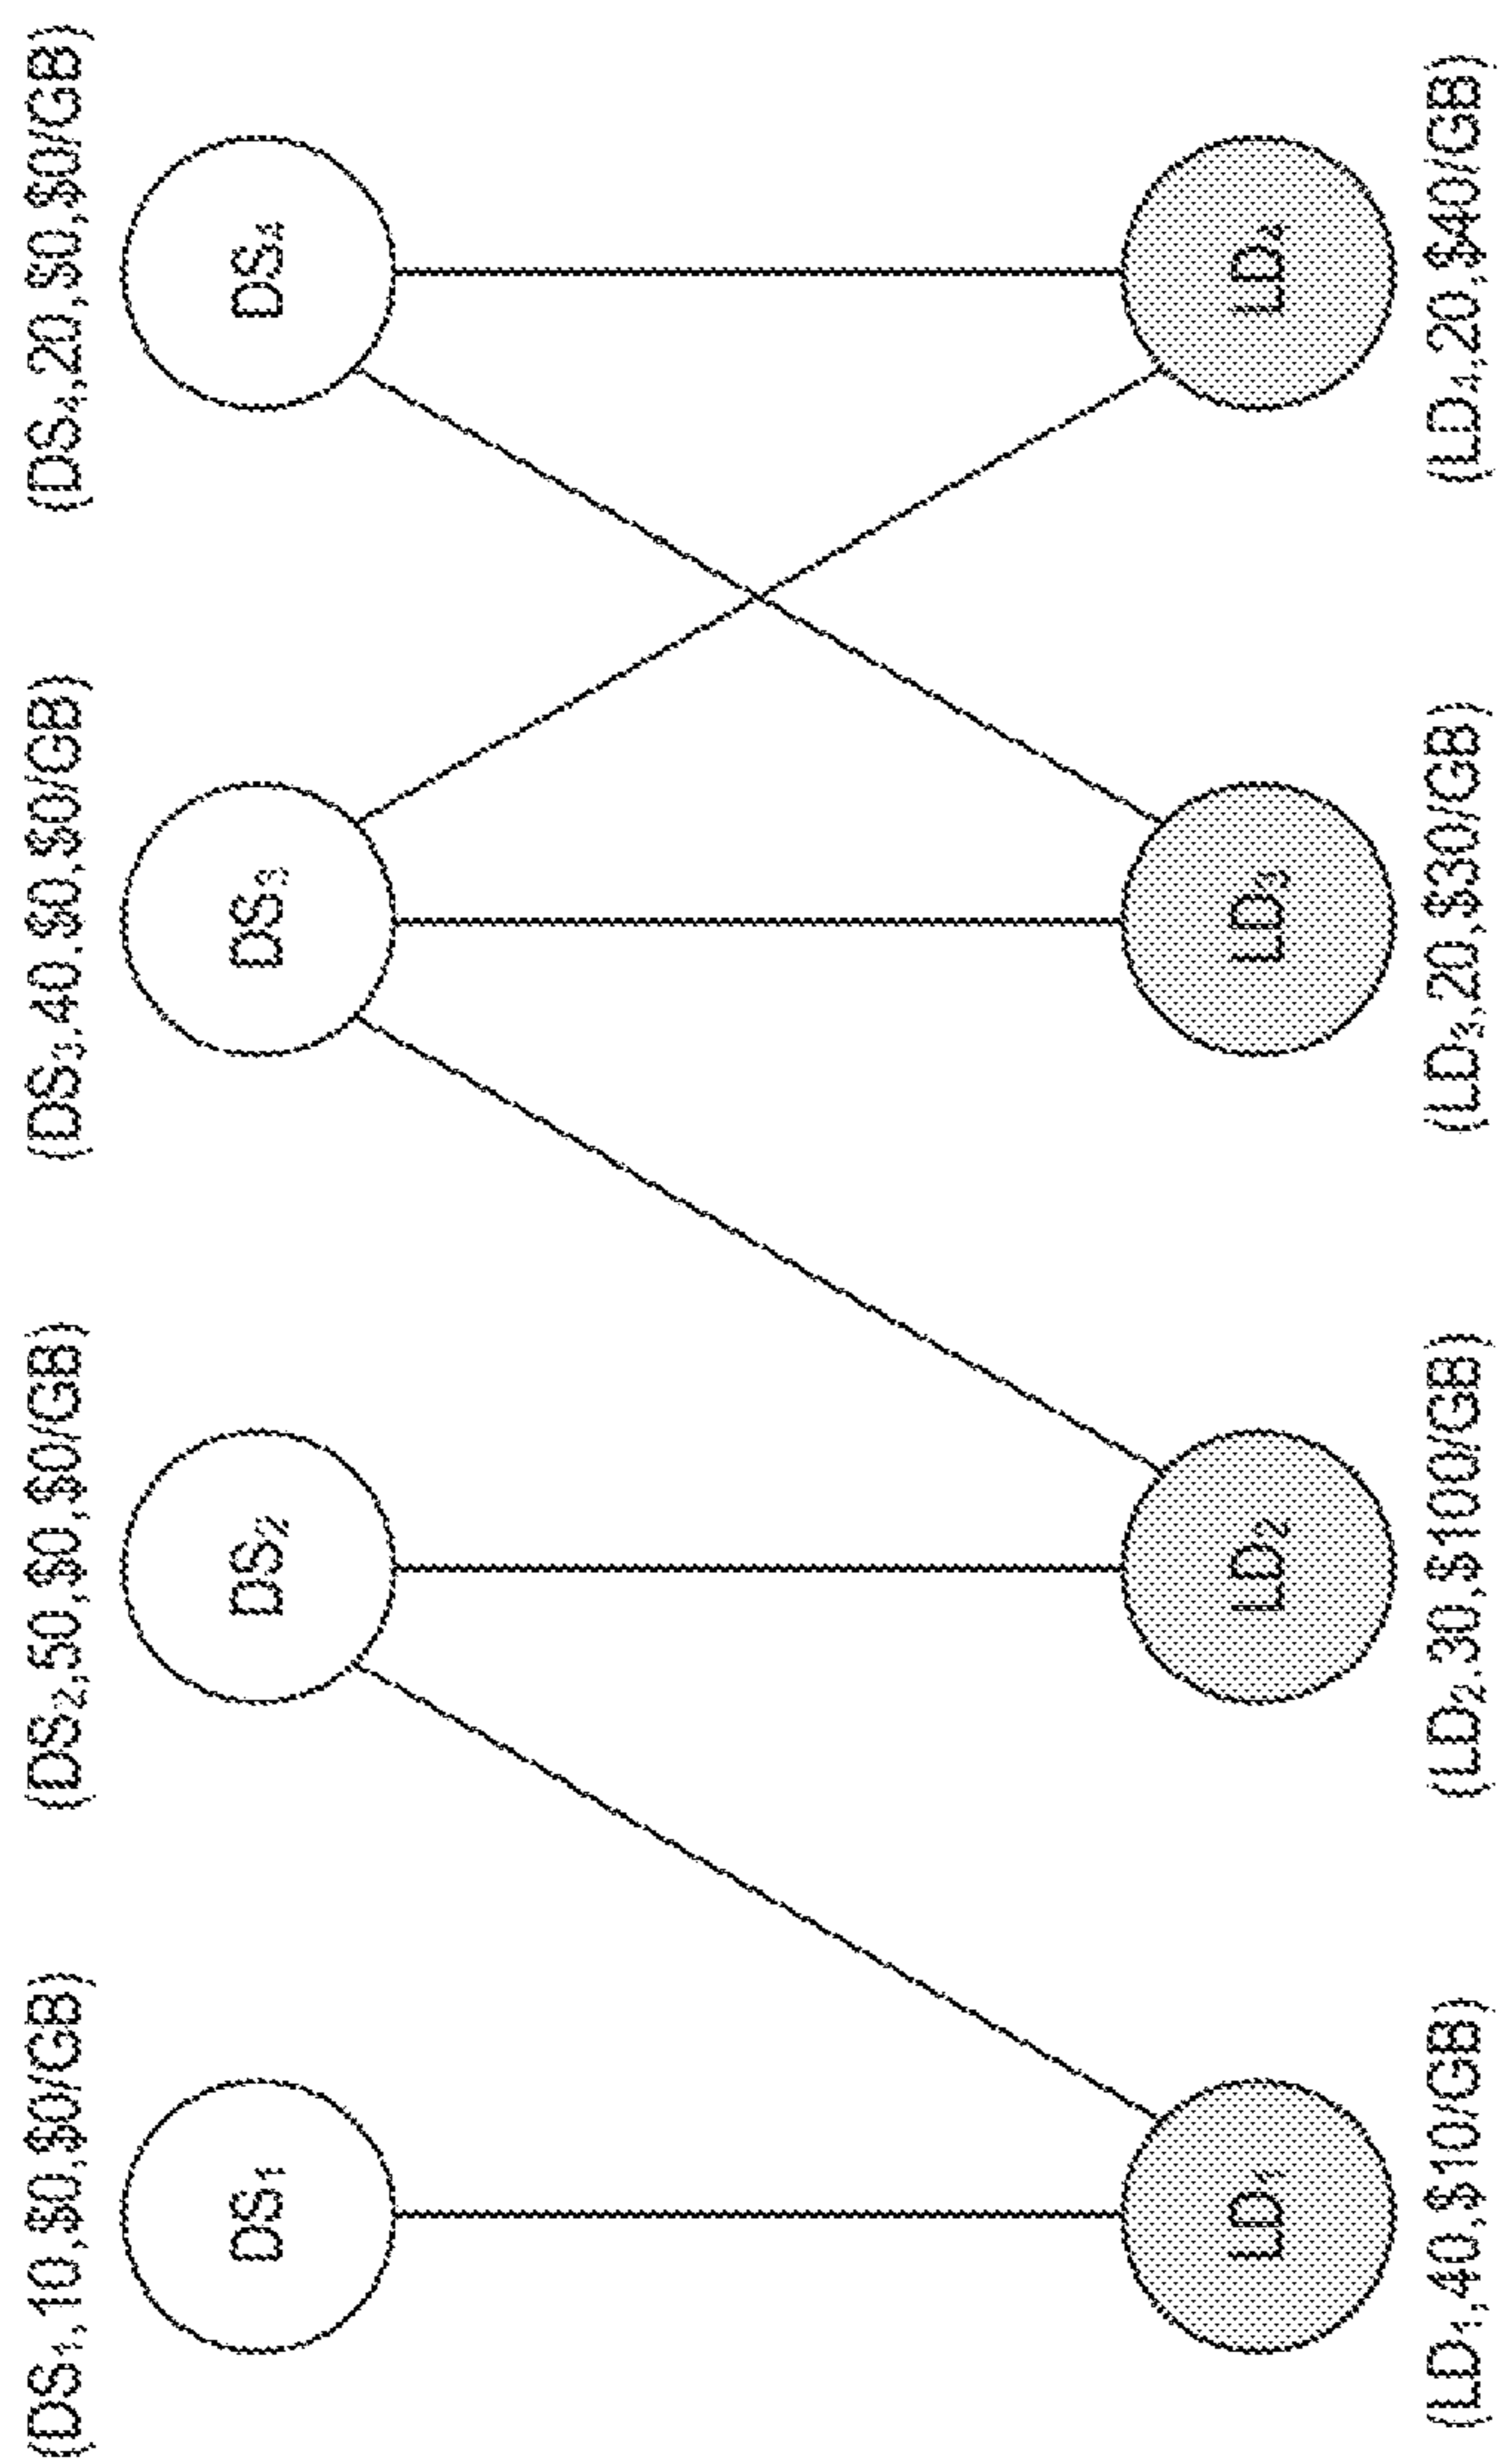 (DS₁,10,$0,$0/GB)
(DS₂,50,$0,$0/GB)
(DS₃,40,$0,$0/GB)
(DS₄,20,$0,$0/GB)
DS₁
DS₂
DS₃
DS₄
LD₁
LD₂
LD₃
LD₄
(LD₁,40,$10/GB)
(LD₂,30,$100/GB)
(LD₃,20,$30/GB)
(LD₄,20,$40/GB)